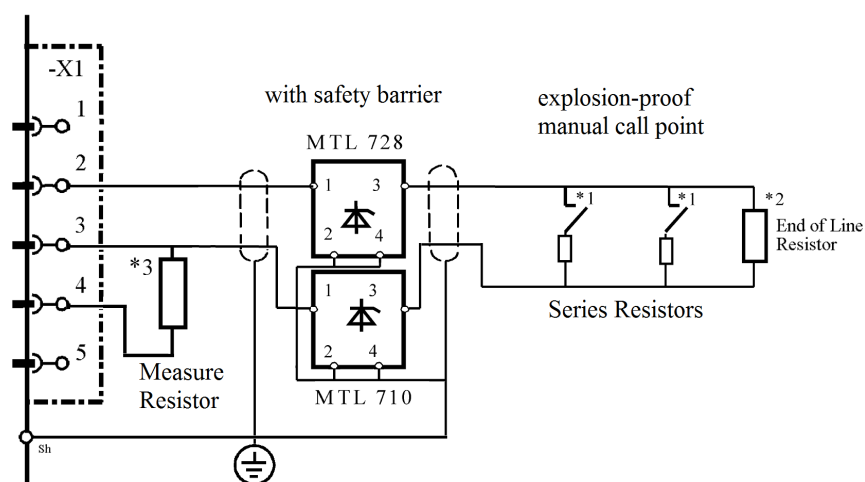 -X1
1
2
3
4
5
with safety barrier
explosion-proof
manual call point
MTL 728
1
3
2
4
1
3
2
4
MTL 710
*1
*1
*2
End of Line
Resistor
Series Resistors
*3
Measure
Resistor
Sh